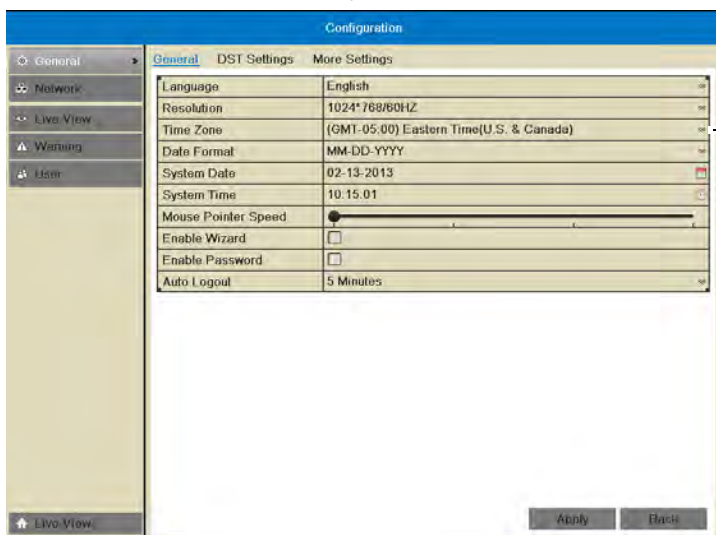 Configuration
General
Network
Live View
Warning
User
Live View
General DST Settings More Settings
Language English
Resolution 1024*768/60HZ
Time Zone (GMT-05:00) Eastern Time(U.S. & Canada)
Date Format MM-DD-YYYY
System Date 02-13-2013
System Time 10:15:01
Mouse Pointer Speed
Enable Wizard
Enable Password
Auto Logout 5 Minutes
Apply Back